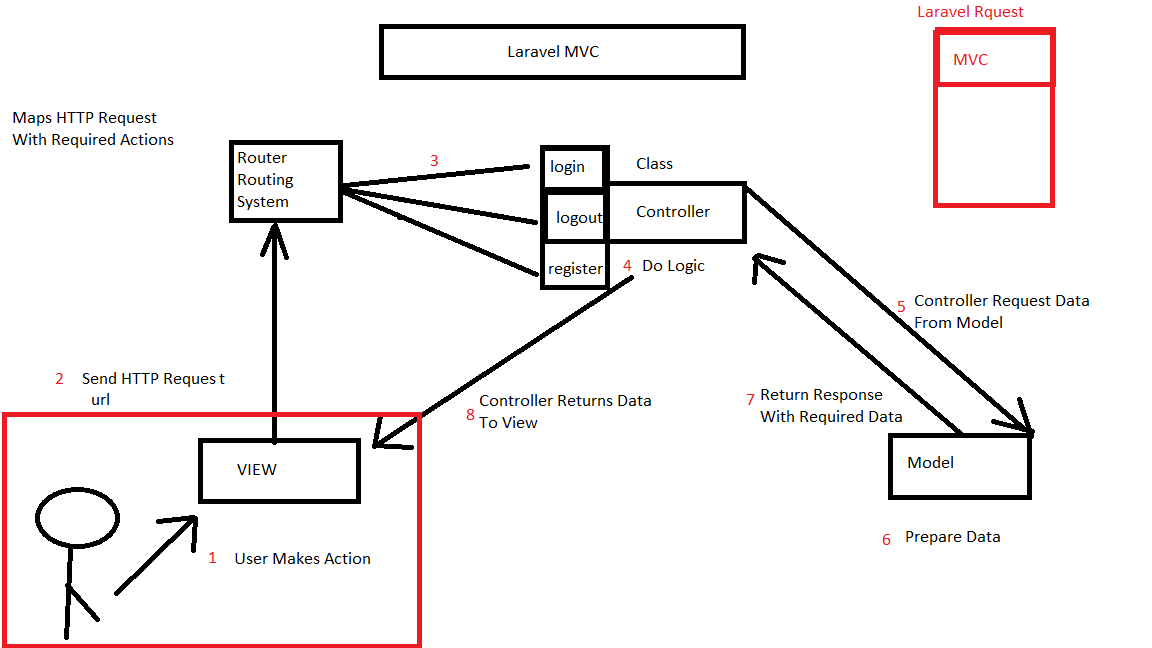 Laravel Rquest
Laravel MVC
MVC
Maps HTTP Request
With Required Actions
Router
Routing
System
3
login
Class
logout
Controller
register
4 Do Logic
5 Controller Request Data
From Model
2 Send HTTP Request
url
7 Return Response
With Required Data
8 Controller Returns Data
To View
VIEW
Model
6 Prepare Data
1 User Makes Action